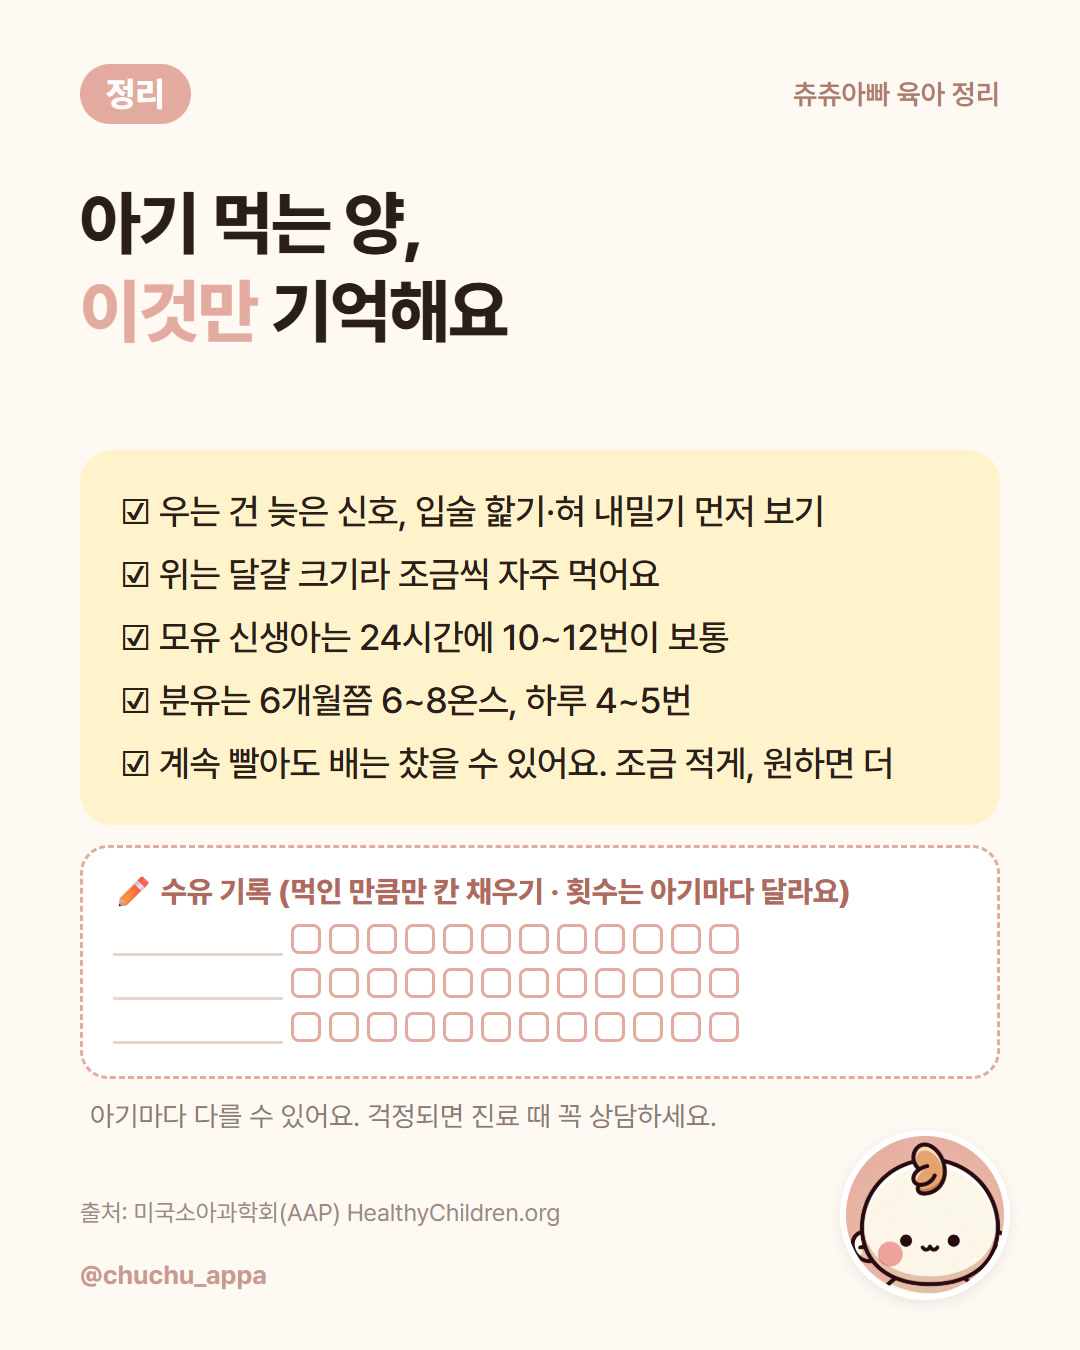 정리
츄츄아빠 육아 정리
아기 먹는 양,
이것만 기억해요
☑ 우는 건 늦은 신호, 입술 핥기·혀 내밀기 먼저 보기
☑ 위는 달걀 크기라 조금씩 자주 먹어요
☑ 모유 신생아는 24시간에 10~12번이 보통
☑ 분유는 6개월쯤 6~8온스, 하루 4~5번
☑ 계속 빨아도 배는 찼을 수 있어요. 조금 적게, 원하면 더
✏️ 수유 기록 (먹인 만큼만 칸 채우기 · 횟수는 아기마다 달라요)
아기마다 다를 수 있어요. 걱정되면 진료 때 꼭 상담하세요.
출처: 미국소아과학회(AAP) HealthyChildren.org
@chuchu_appa